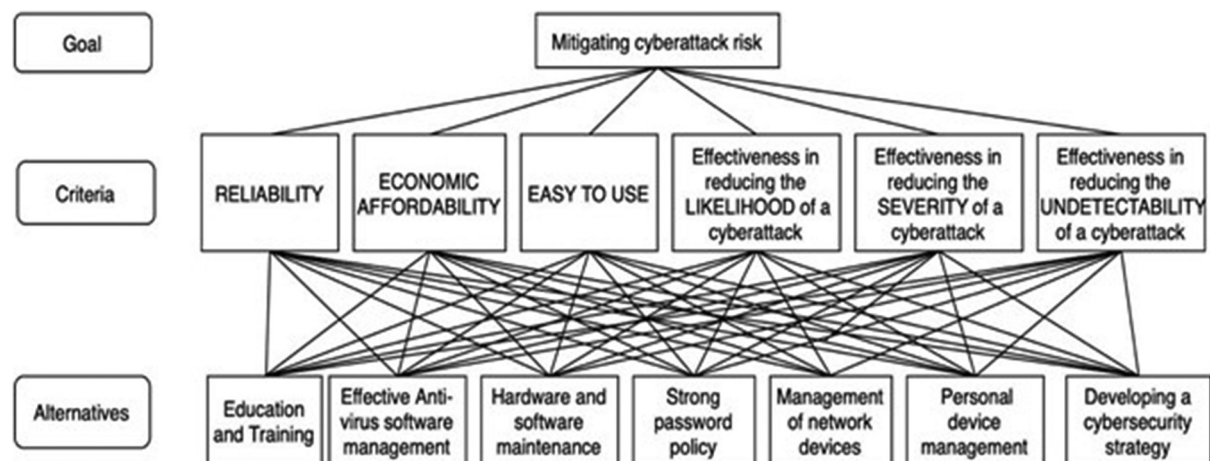 Goal
Mitigating cyberattack risk
Criteria
RELIABILITY
ECONOMIC
AFFORDABILITY
EASY TO USE
Effectiveness in
reducing the
LIKELIHOOD of a
cyberattack
Effectiveness in
reducing the
SEVERITY of a
cyberattack
Effectiveness in
reducing the
UNDETECTABILITY
of a cyberattack
Alternatives
Education
and Training
Effective Anti-
virus software
management
Hardware and
software
maintenance
Strong
password
policy
Management
of network
devices
Personal
device
management
Developing a
cybersecurity
strategy